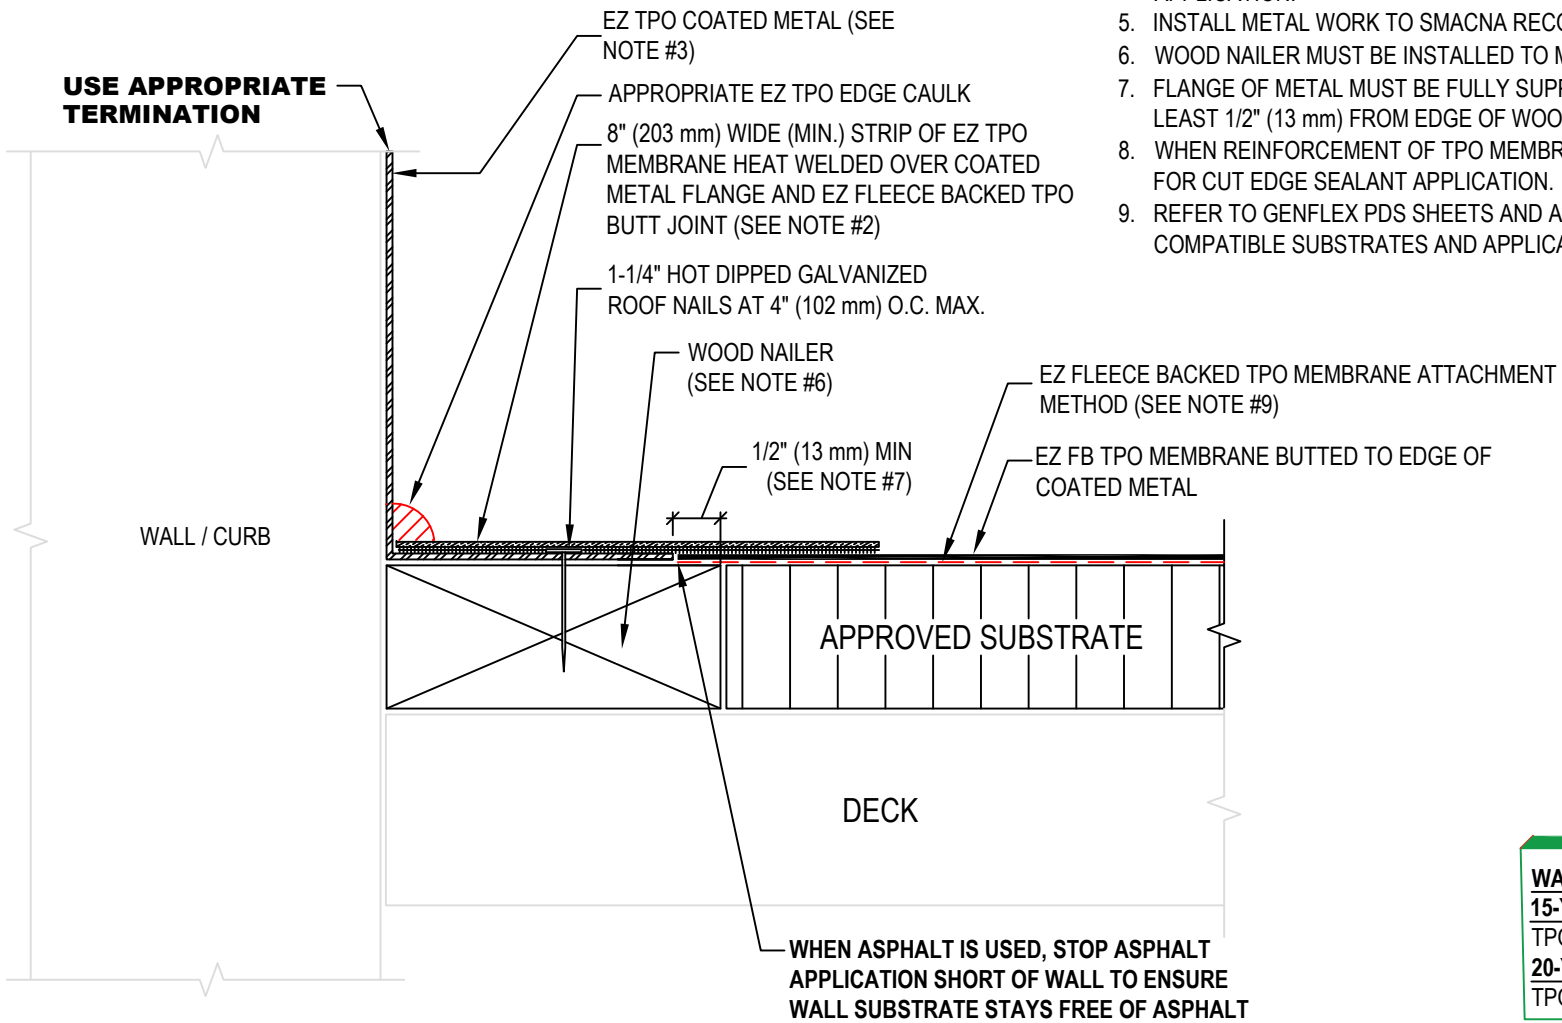 EZ TPO COATED METAL (SEE
NOTE #3)
USE APPROPRIATE
TERMINATION
APPROPRIATE EZ TPO EDGE CAULK
8" (203 mm) WIDE (MIN.) STRIP OF EZ TPO
MEMBRANE HEAT WELDED OVER COATED
METAL FLANGE AND EZ FLEECE BACKED TPO
BUTT JOINT (SEE NOTE #2)
1-1/4" HOT DIPPED GALVANIZED
ROOF NAILS AT 4" (102 mm) O.C. MAX.
WOOD NAILER
(SEE NOTE #6)
1/2" (13 mm) MIN
(SEE NOTE #7)
5. INSTALL METAL WORK TO SMACNA
6. WOOD NAILER MUST BE INSTALLED TO
7. FLANGE OF METAL MUST BE FULLY
LEAST 1/2" (13 mm) FROM EDGE OF
8. WHEN REINFORCEMENT OF TPO
FOR CUT EDGE SEALANT APPLICATION.
9. REFER TO GENFLEX PDS SHEETS AND
COMPATIBLE SUBSTRATES AND
EZ FLEECE BACKED TPO MEMBRANE ATTACHMENT
METHOD (SEE NOTE #9)
EZ FB TPO MEMBRANE BUTTED TO EDGE OF
COATED METAL
WALL / CURB
APPROVED SUBSTRATE
DECK
WHEN ASPHALT IS USED, STOP ASPHALT
APPLICATION SHORT OF WALL TO ENSURE
WALL SUBSTRATE STAYS FREE OF ASPHALT
TPO
TPO